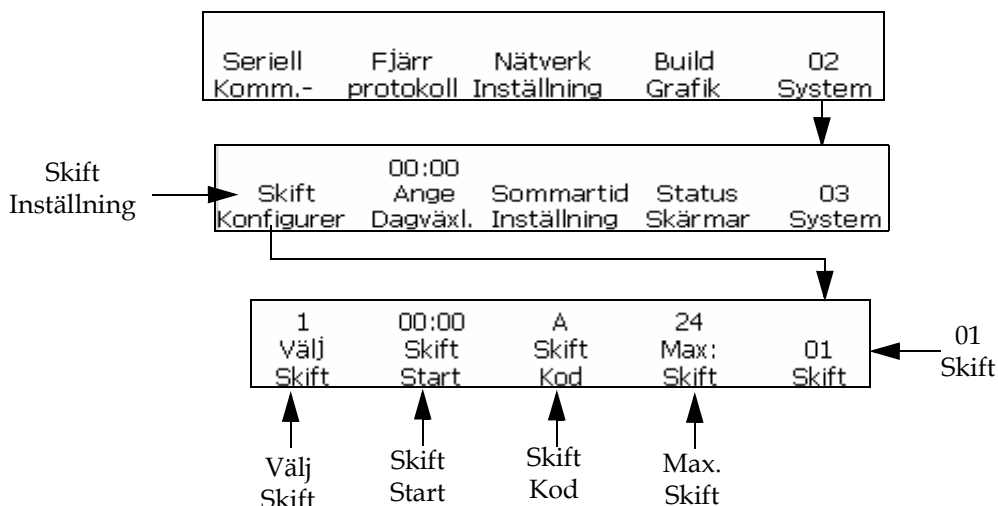 Seriell Fjärr Nätverk Build 02
Komm.- protokoll Inställning Grafik System
Skift
Inställning
00:00
Skift Ange Sommartid Status 03
Konfigurer Dagväxl. Inställning Skärmar System
1 00:00 A 24
Välj Skift Skift Max: 01
Skift Start Kod Skift Skift
01
Skift
Välj
Skift
Skift
Start
Skift
Kod
Max.
Skift